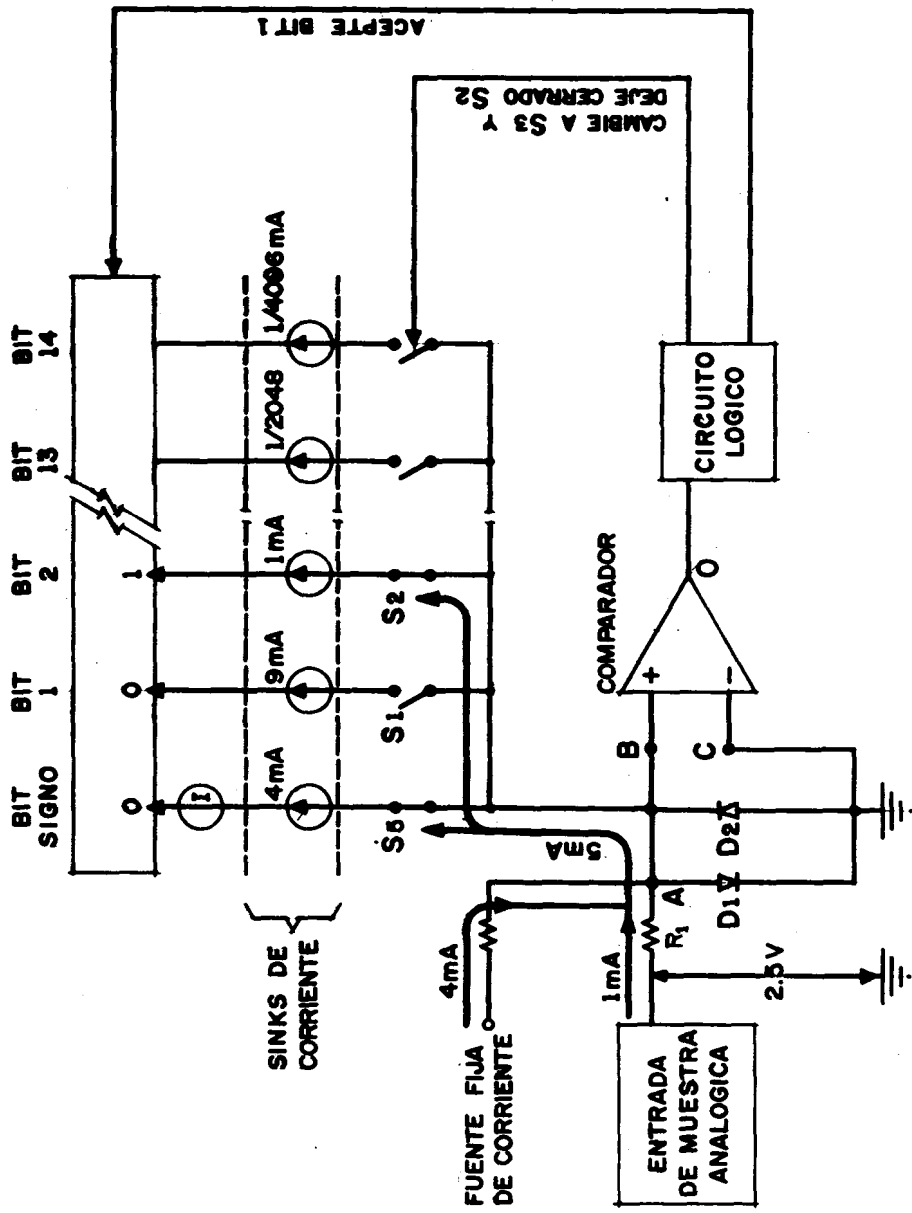 BIT
SIGNO
BIT
1
BIT
2
BIT
13
BIT
14
0
0
1
I
SINKS DE
CORRIENTE
4mA
9mA
1mA
1/2048
1/4096mA
S5
S1
S2
ACEPTE BIT 1
CAMBIE A S3 Y
DEJE CERRADO S2
FUENTE FIJA
DE CORRIENTE
4mA
5mA
1mA
R1
A
B
C
D1
D2
2.5V
ENTRADA
DE MUESTRA
ANALOGICA
COMPARADOR
+
-
O
CIRCUITO
LOGICO